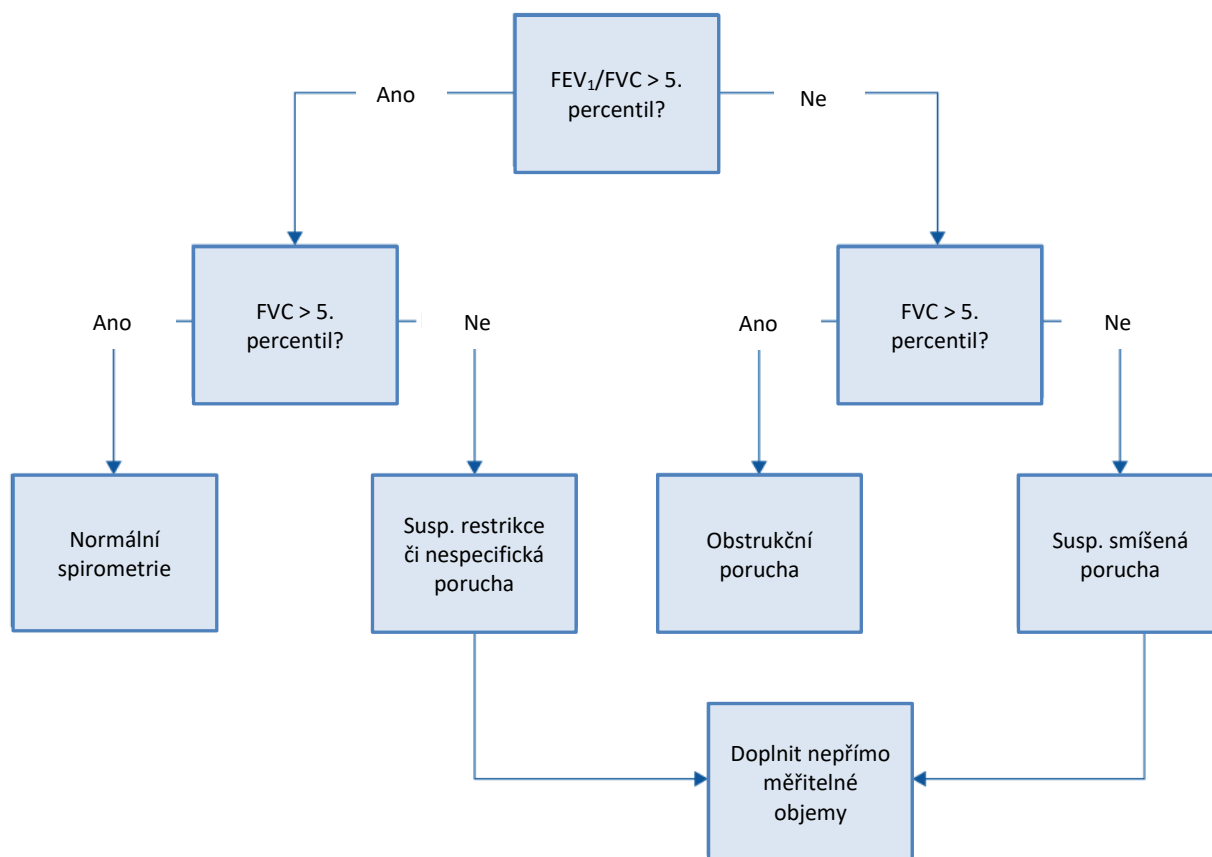 FEV₁/FVC > 5.
percentil?
Ano
Ne
FVC > 5.
percentil?
FVC > 5.
percentil?
Ano
Ne
Ano
Ne
Normální
spirometrie
Susp. restrikce
či nespecifická
porucha
Obstrukční
porucha
Susp. smíšená
porucha
Doplnit nepřímo
měřitelné
objemy